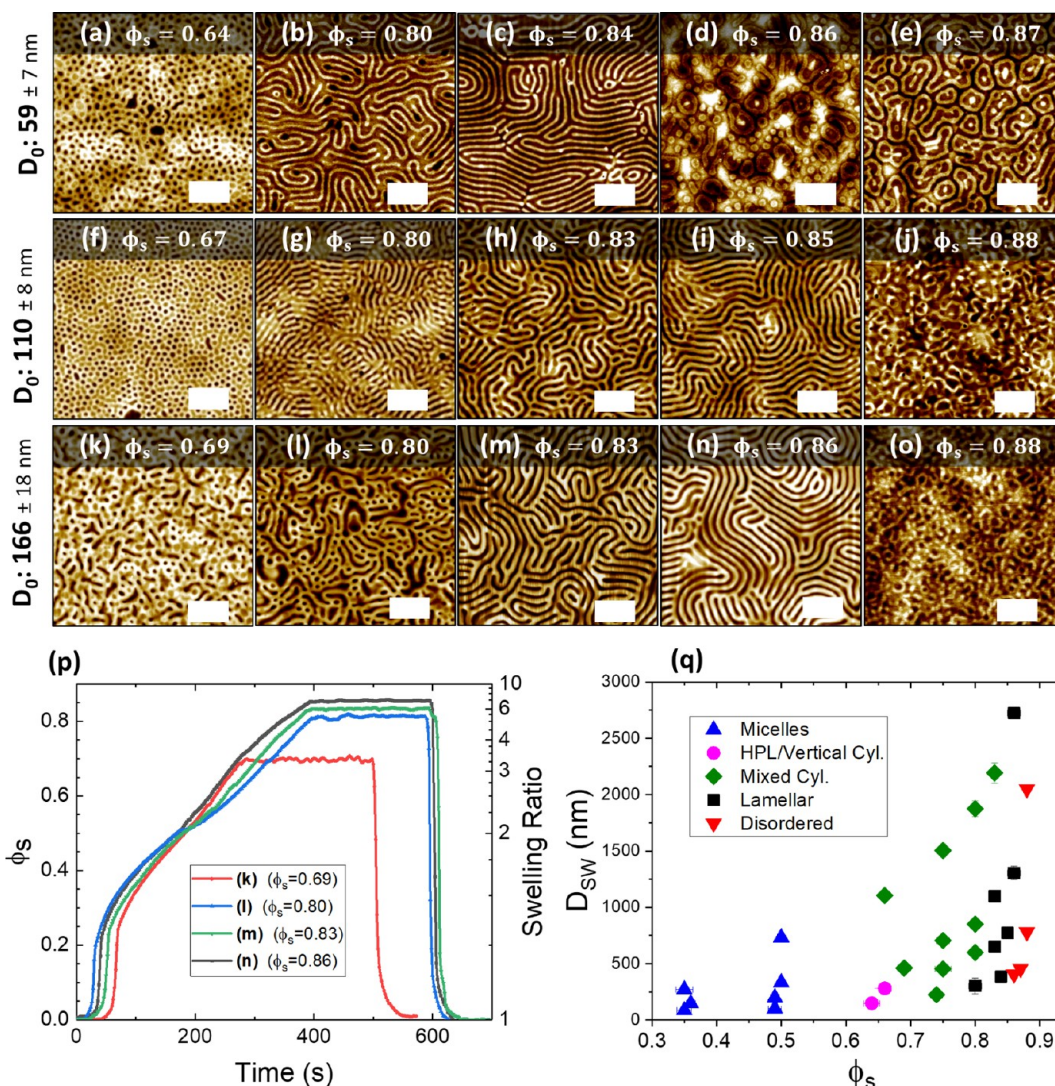 D₀: 59 ± 7 nm
(a) ϕₛ = 0.64
(b) ϕₛ = 0.80
(c) ϕₛ = 0.84
(d) ϕₛ = 0.86
(e) ϕₛ = 0.87
D₀: 110 ± 8 nm
(f) ϕₛ = 0.67
(g) ϕₛ = 0.80
(h) ϕₛ = 0.83
(i) ϕₛ = 0.85
(j) ϕₛ = 0.88
D₀: 166 ± 18 nm
(k) ϕₛ = 0.69
(l) ϕₛ = 0.80
(m) ϕₛ = 0.83
(n) ϕₛ = 0.86
(o) ϕₛ = 0.88
(p)
ϕₛ
0.8
0.6
0.4
0.2
0.0
0
200
400
600
Time (s)
10
6
4
2
1
Swelling Ratio
(k) (ϕₛ=0.69)
(l) (ϕₛ=0.80)
(m) (ϕₛ=0.83)
(n) (ϕₛ=0.86)
(q)
D_SW (nm)
3000
2500
2000
1500
1000
500
0
Micelles
HPL/Vertical Cyl.
Mixed Cyl.
Lamellar
Disordered
0.3
0.4
0.5
0.6
0.7
0.8
0.9
ϕₛ